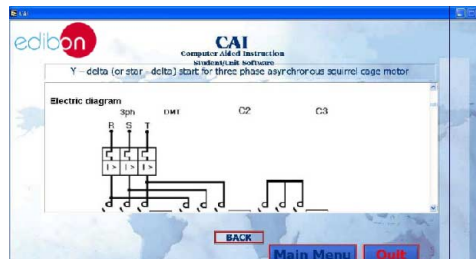 edibon
CAI
Computer Aided Instruction
Student/Unit Software
Y - delta (or star - delta) start for three phase asynchronous squirrel cage motor
Electric diagram
3ph OMT C2 C3
R S T
I > I > I >
BACK
Main Menu Quit